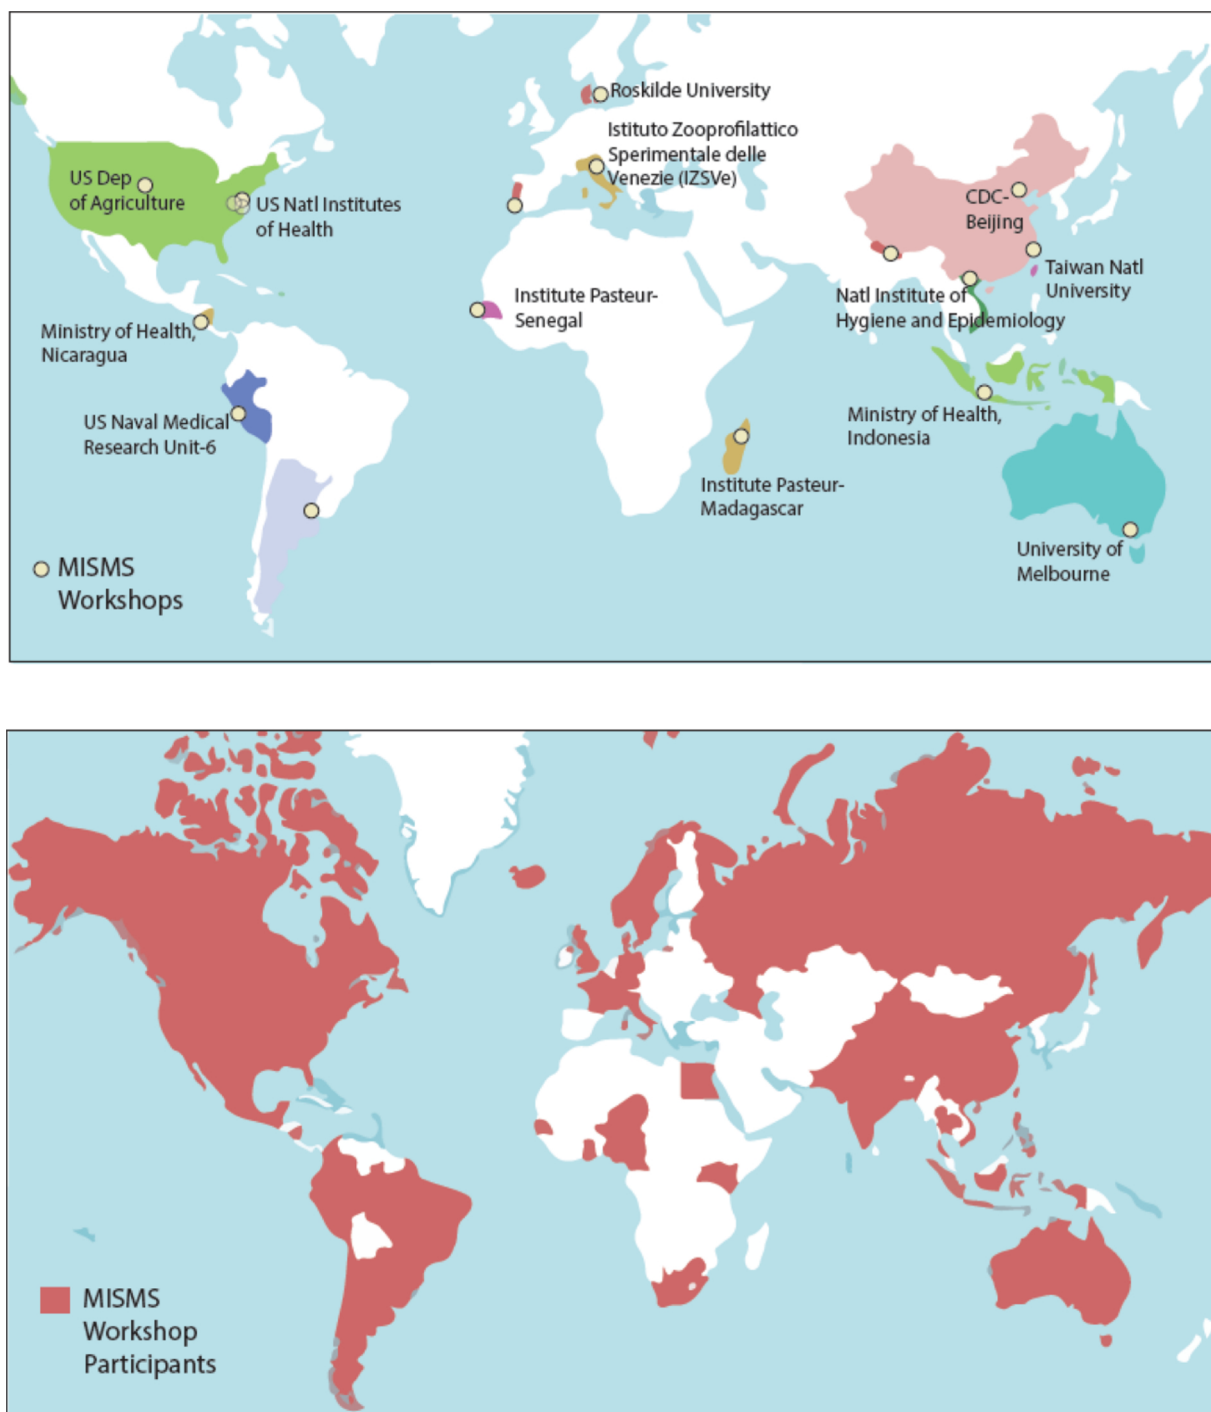 Roskilde University
Istituto Zooprofilattico
Sperimentale delle
Venezie (IZSVe)
US Dep
of Agriculture
US Natl Institutes
of Health
CDC-
Beijing
Taiwan Natl
University
Institute Pasteur-
Senegal
Natl Institute of
Hygiene and Epidemiology
Ministry of Health,
Nicaragua
US Naval Medical
Research Unit-6
Ministry of Health,
Indonesia
Institute Pasteur-
Madagascar
University of
Melbourne
MISMS
Workshops
MISMS
Workshop
Participants